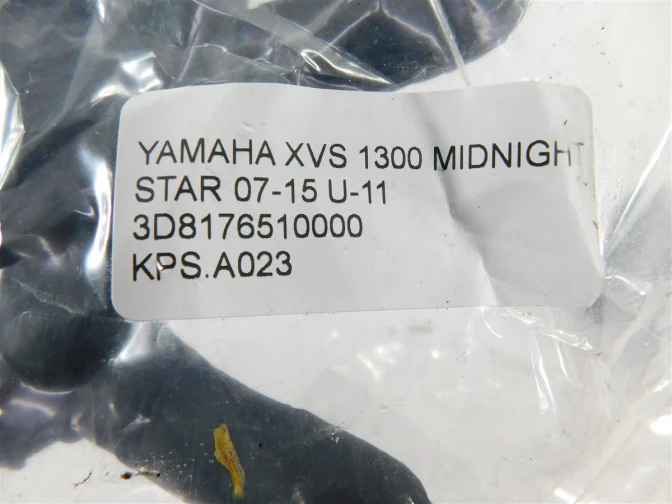 YAMAHA XVS 1300 MIDNIGHT
STAR 07-15 U-11
3D8176510000
KPS.A023